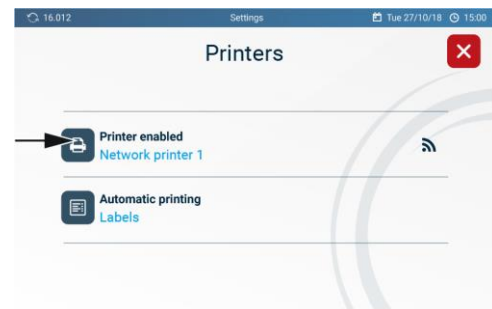 16.012 Settings Tue 27/10/18 15:00
Printers
Printer enabled
Network printer 1
Automatic printing
Labels